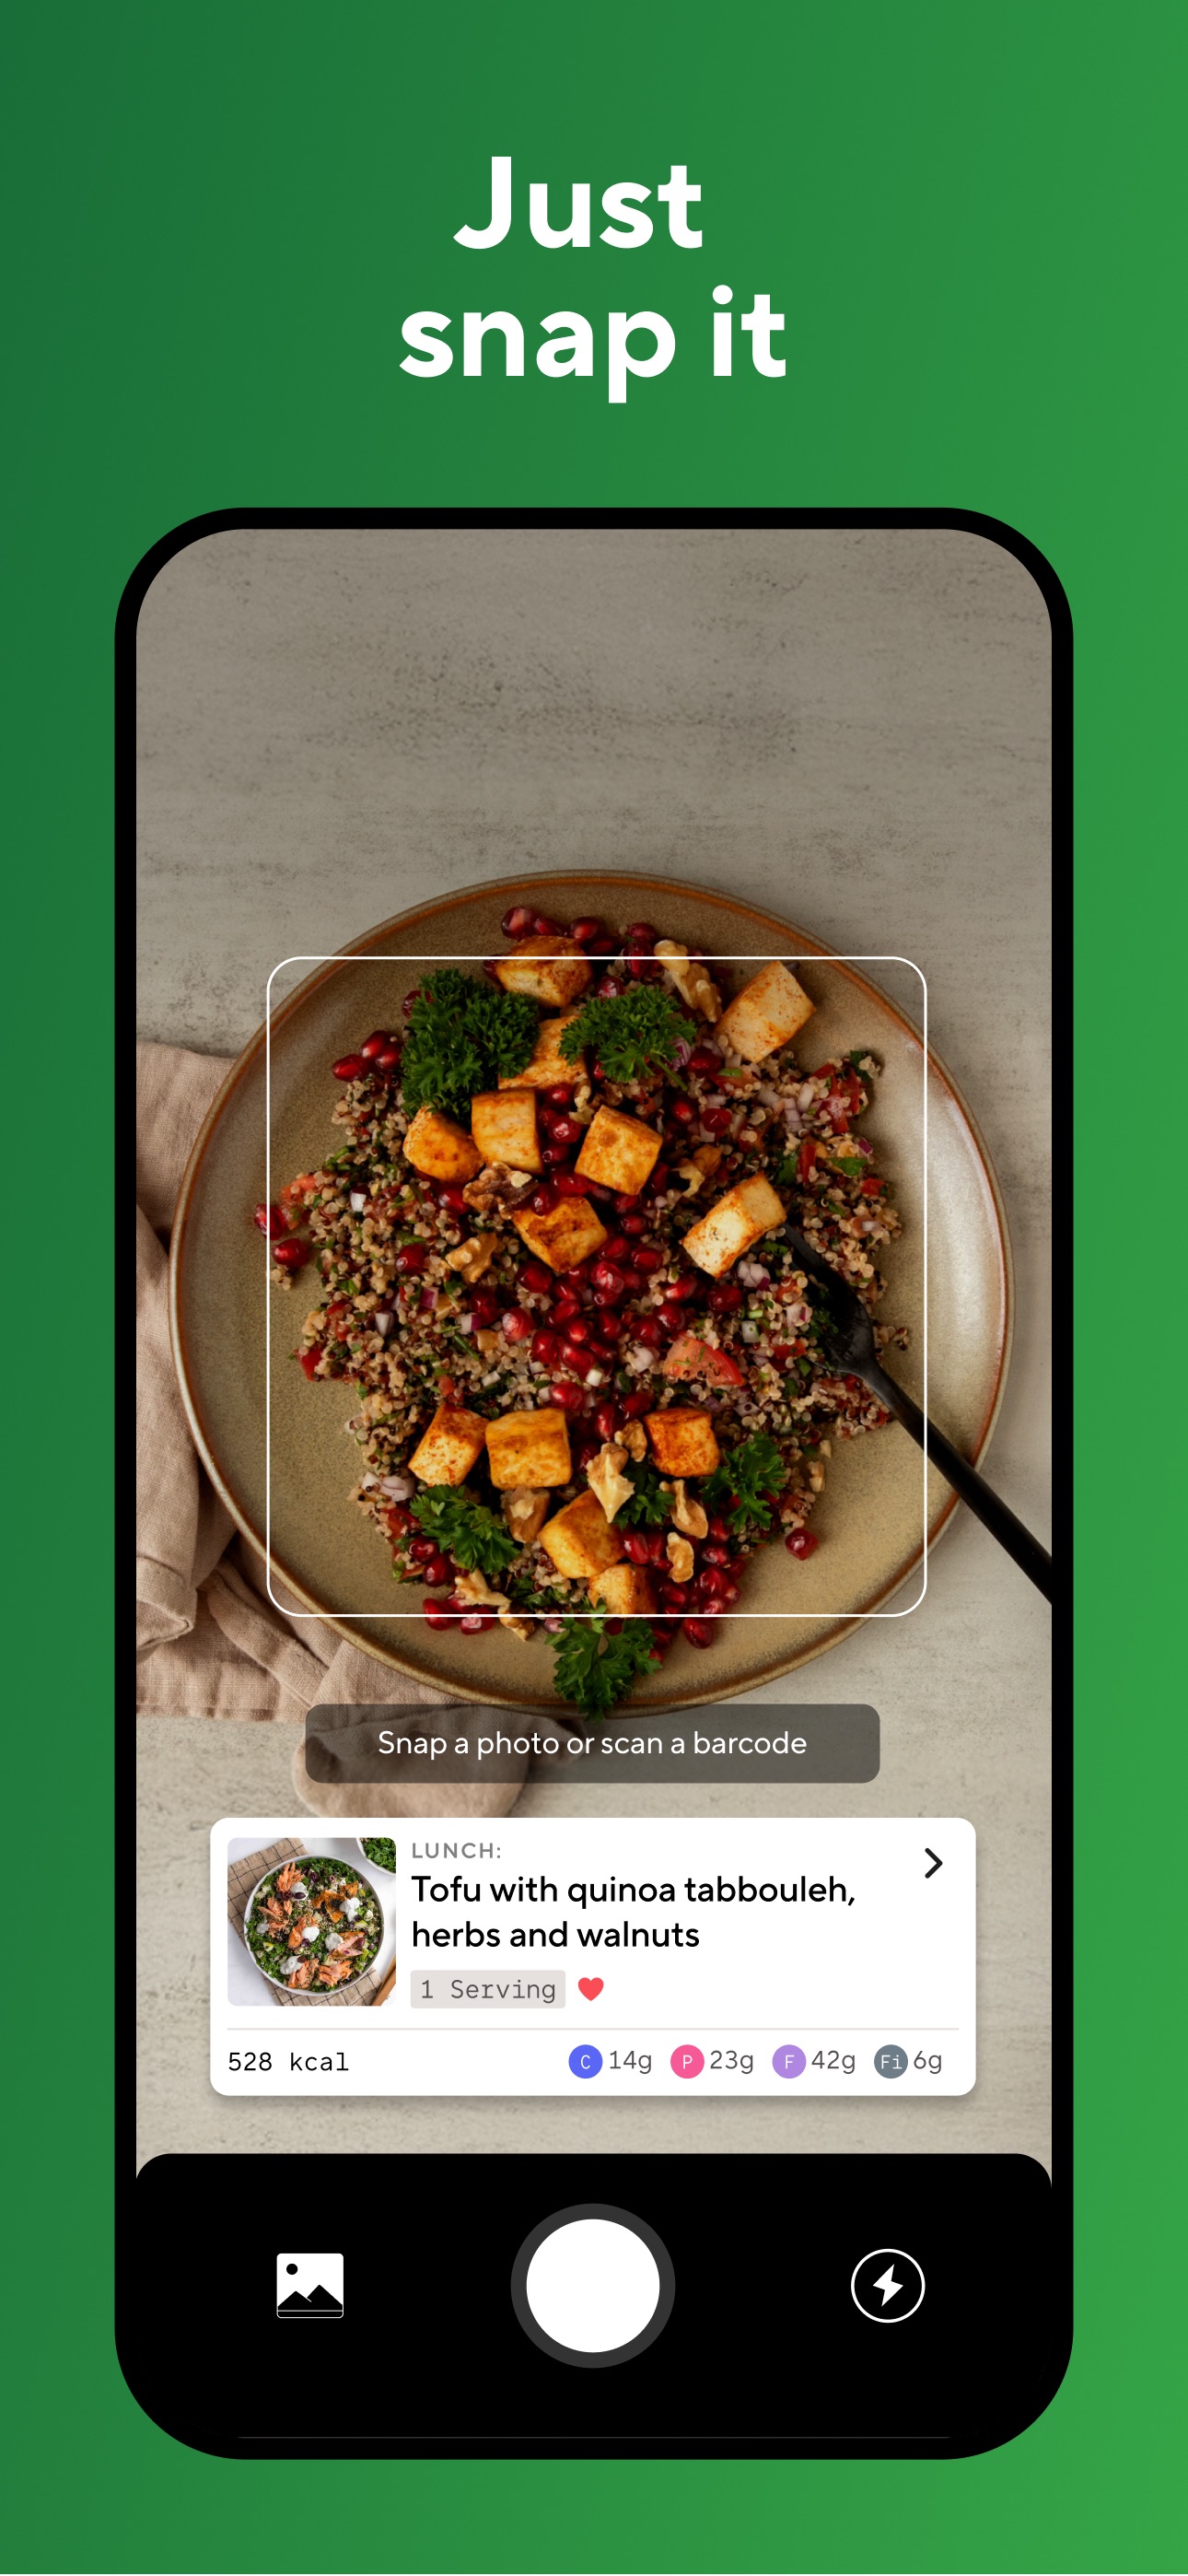 Just
snap it
Snap a photo or scan a barcode
LUNCH:
Tofu with quinoa tabbouleh,
herbs and walnuts
1 Serving
528 kcal C 14g P 23g F 42g Fi 6g